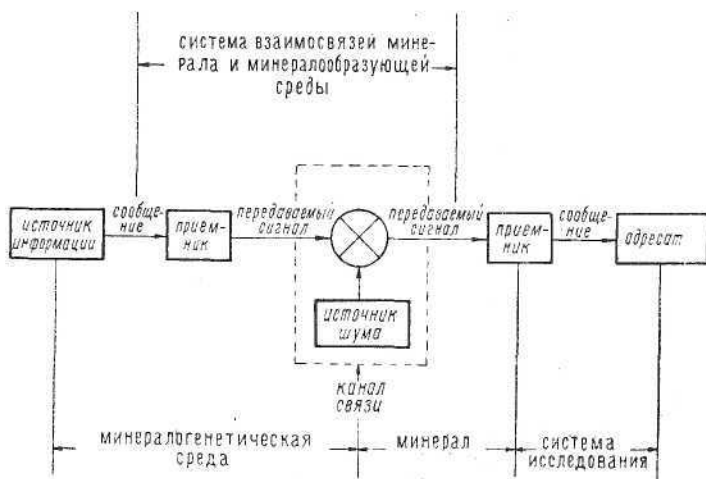 система взаимосвязей мине-
рала и минералообразующей
среды
источник
информации
сообще-
ние
прием-
ник
передаваемый
сигнал
передаваемый
сигнал
прием-
ник
сообще-
ние
адресат
источник
шума
канал
связи
минералогенетическая
среда
минерал
система
исследования